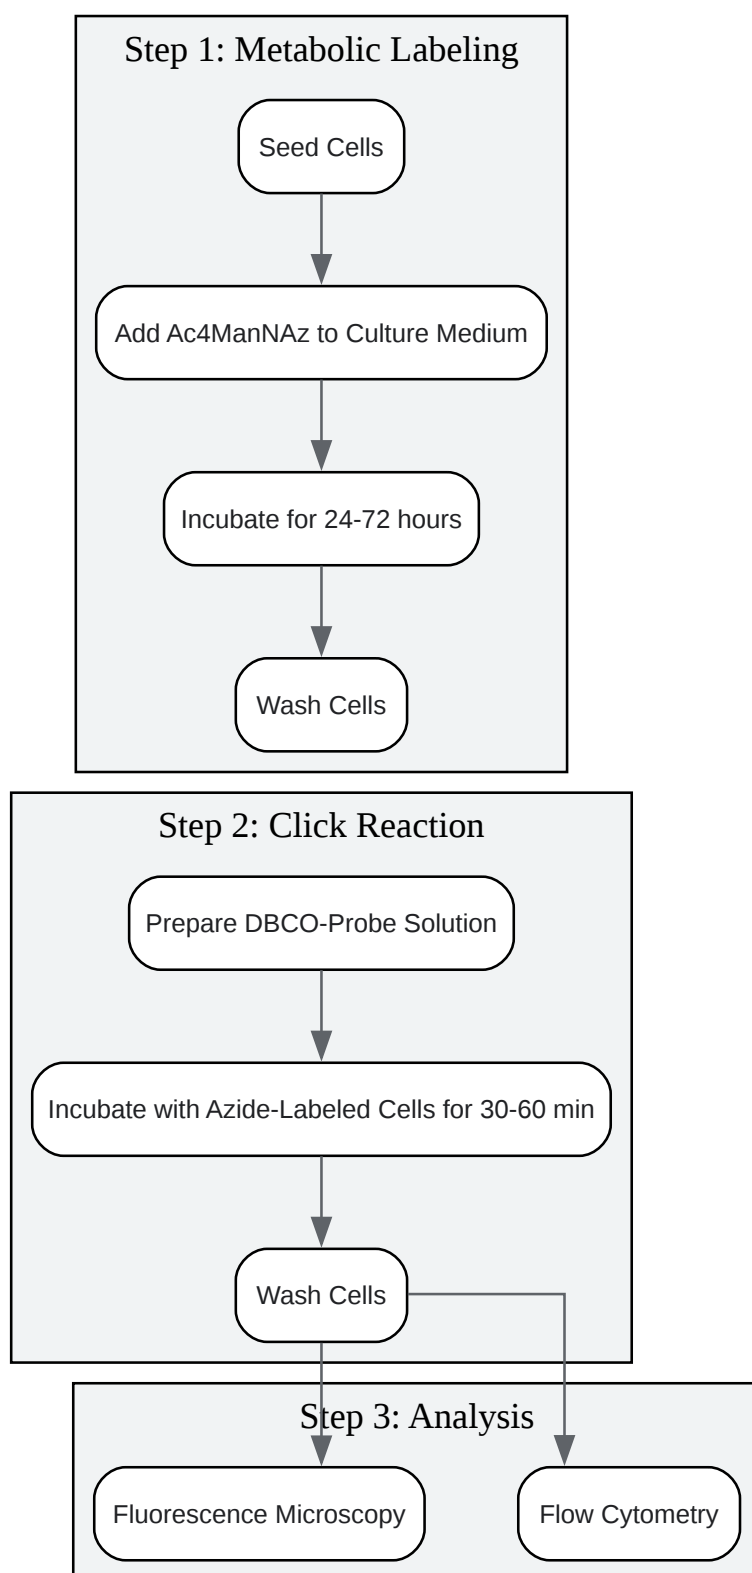 Step 1: Metabolic Labeling
Seed Cells
Add Ac4ManNAz to Culture Medium
Incubate for 24-72 hours
Wash Cells
Step 2: Click Reaction
Prepare DBCO-Probe Solution
Incubate with Azide-Labeled Cells for 30-60 min
Wash Cells
Step 3: Analysis
Fluorescence Microscopy
Flow Cytometry